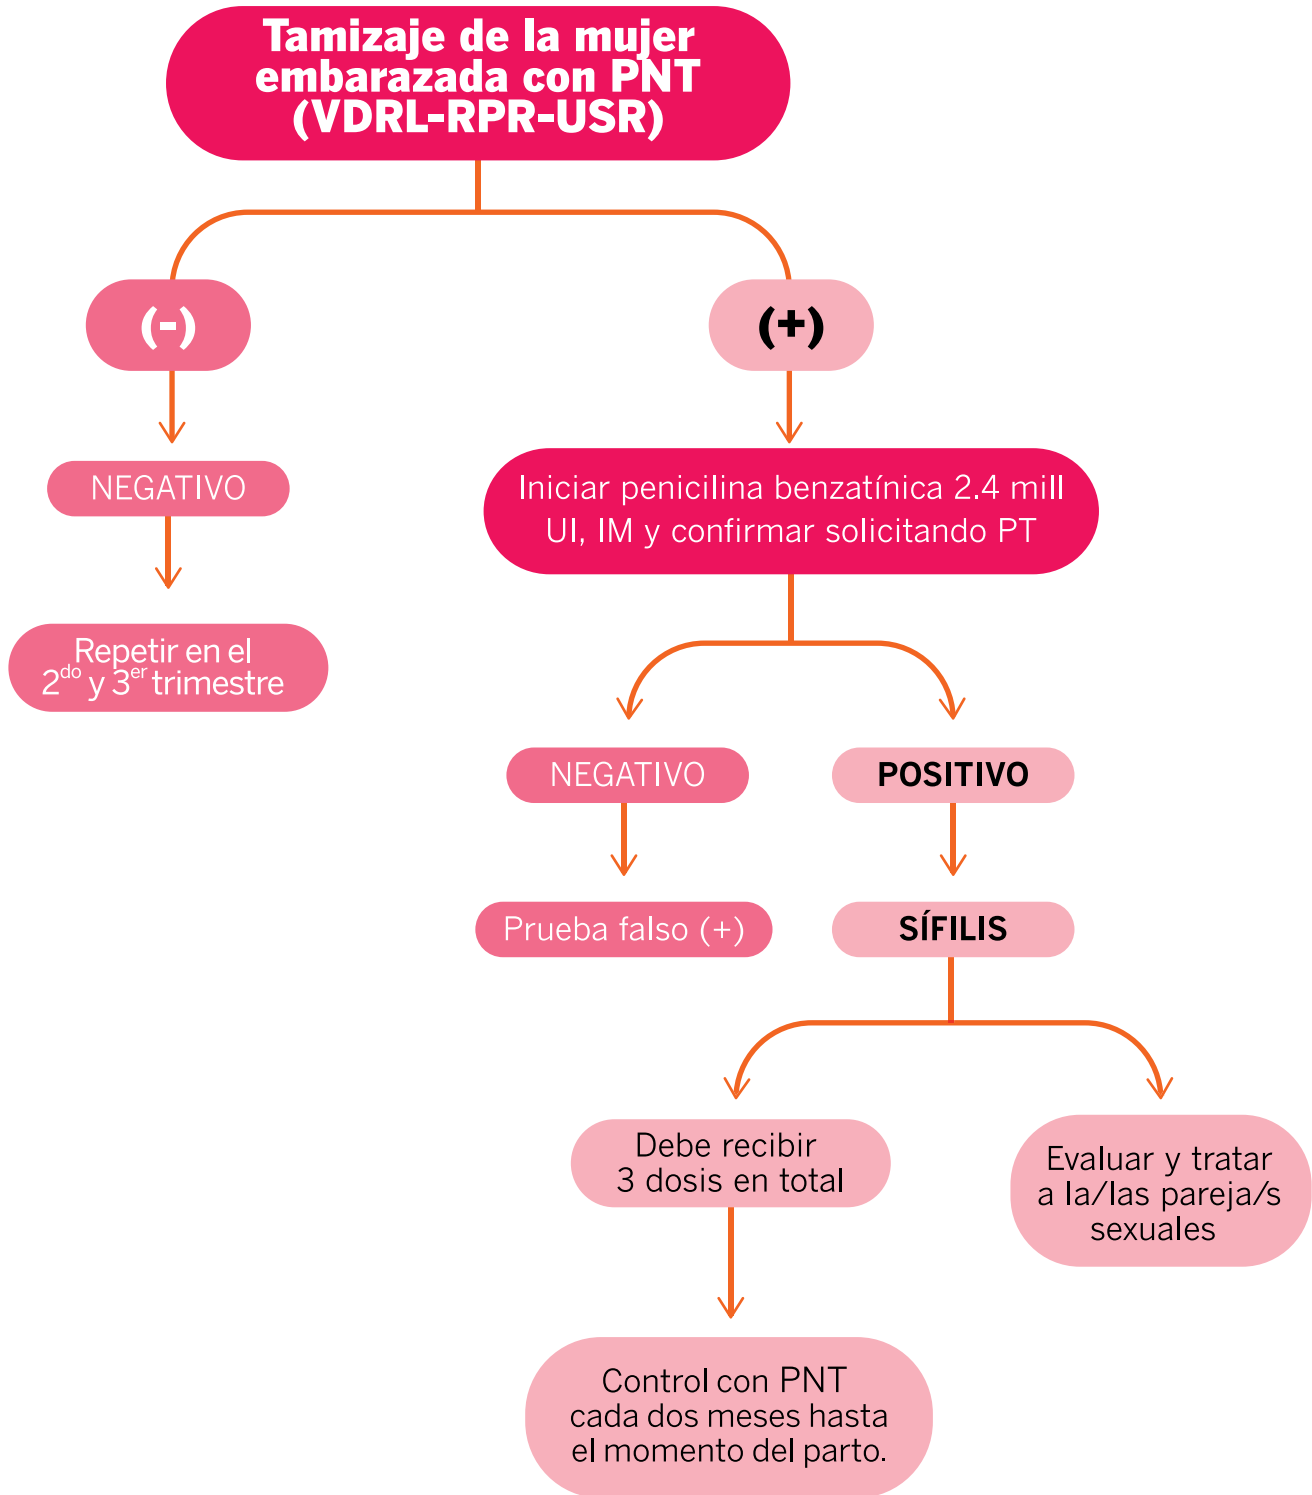 Tamizaje de la mujer
embarazada con PNT
(VDRL-RPR-USR)
(-)
(+)
NEGATIVO
Iniciar penicilina benzatínica 2.4 mill
UI, IM y confirmar solicitando PT
Repetir en el
2do y 3er trimestre
NEGATIVO
POSITIVO
Prueba falso (+)
SÍFILIS
Debe recibir
3 dosis en total
Evaluar y tratar
a la/las pareja/s
sexuales
Control con PNT
cada dos meses hasta
el momento del parto.